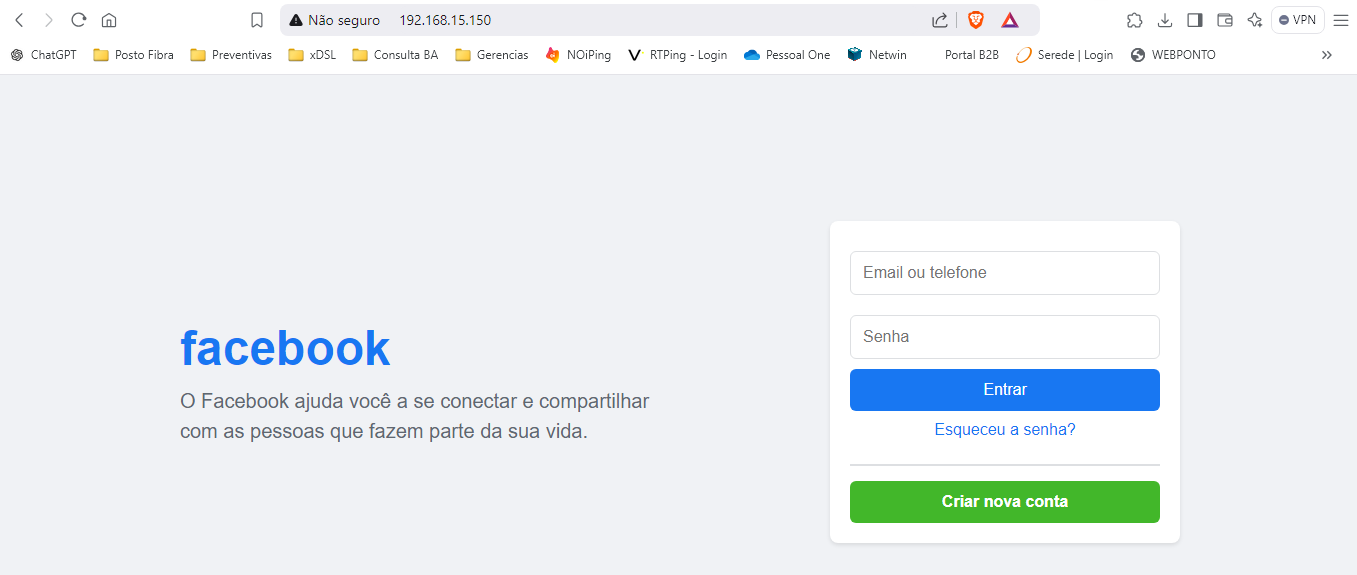 Não seguro 192.168.15.150
VPN
ChatGPT Posto Fibra Preventivas xDSL Consulta BA Gerencias NOiPing RTPing - Login Pessoal One Netwin Portal B2B Serede | Login WEBPONTO »
facebook
O Facebook ajuda você a se conectar e compartilhar
com as pessoas que fazem parte da sua vida.
Email ou telefone
Senha
Entrar
Esqueceu a senha?
Criar nova conta